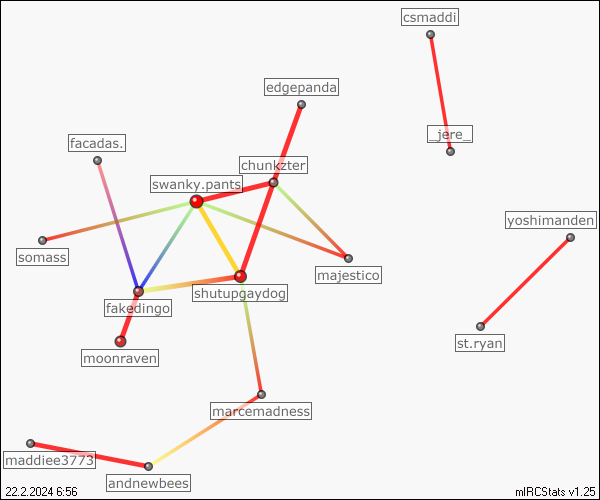 csmaddi
edgepanda
_jere_
facadas.
chunkzter
swanky.pants
yoshimanden
somass
majestico
shutupgaydog
fakedingo
st.ryan
moonraven
marcemadness
maddiee3773
andnewbees
22.2.2024 6:56
mIRCStats v1.25